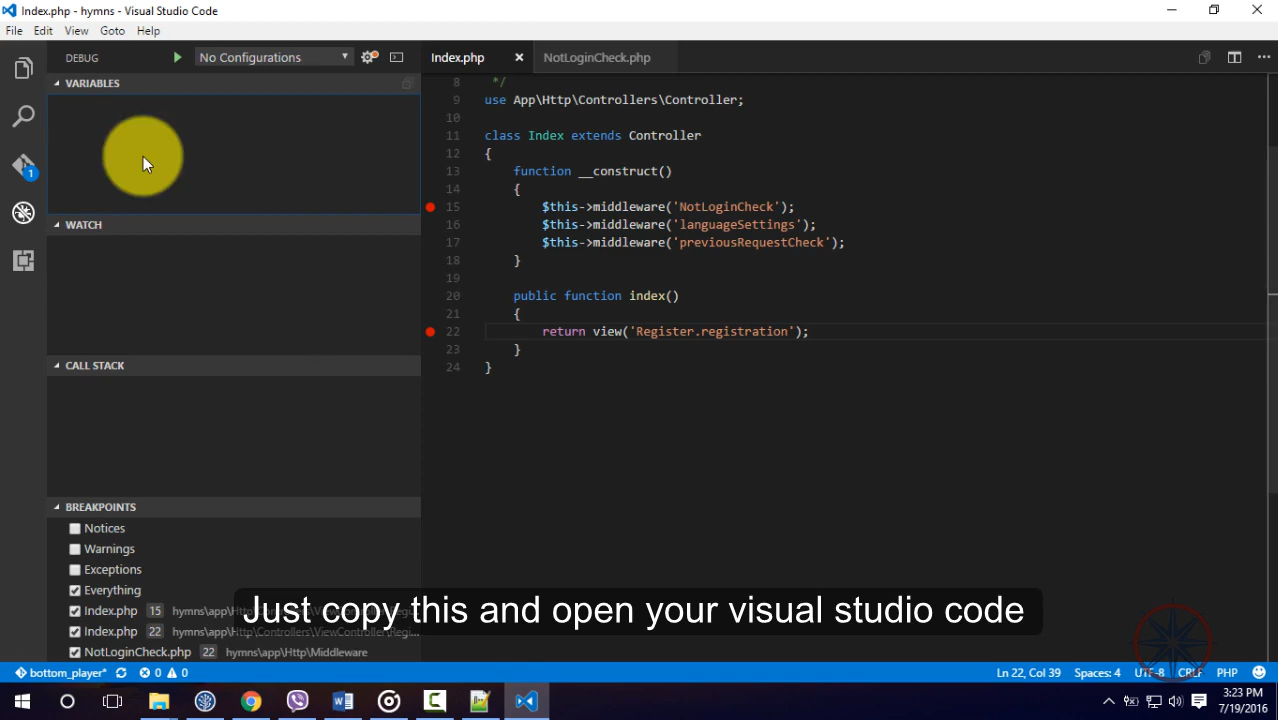 Index.php - hymns - Visual Studio Code
File Edit View Goto Help
DEBUG No Configurations
Index.php × NotLoginCheck.php
VARIABLES
8 */
9 use App\Http\Controllers\Controller;
10
11 class Index extends Controller
12 {
13 function __construct()
14 {
15 $this->middleware('NotLoginCheck');
16 $this->middleware('languageSettings');
17 $this->middleware('previousRequestCheck');
18 }
19
20 public function index()
21 {
22 return view('Register.registration');
23 }
24 }
1
WATCH
CALL STACK
BREAKPOINTS
Notices
Warnings
Exceptions
Everything
Index.php 15 hymns\app\Http\Controllers\ViewController\Regi...
Index.php 22 hymns\app\Http\Controllers\ViewController\Regi...
NotLoginCheck.php 22 hymns\app\Http\Middleware
Just copy this and open your visual studio code
bottom_player* 0 0 Ln 22, Col 39 Spaces: 4 UTF-8 CRLF PHP
3:23 PM
7/19/2016